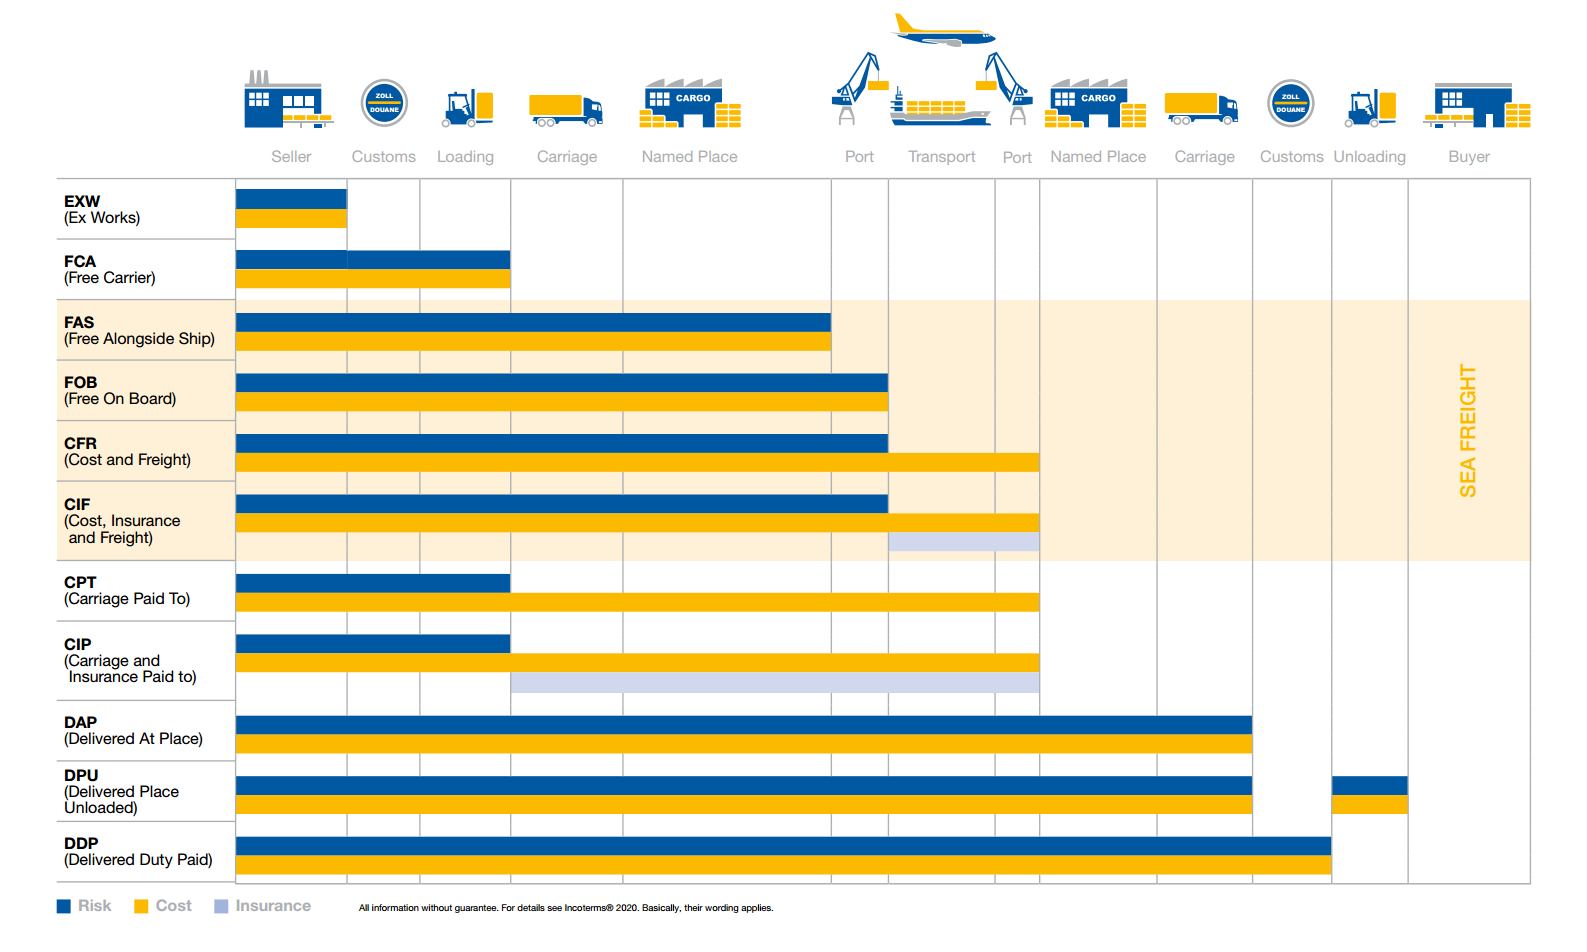 ZOLL
DOUANE
CARGO
CARGO
ZOLL
DOUANE
Seller Customs Loading Carriage Named Place Port Transport Port Named Place Carriage Customs Unloading Buyer
EXW
(Ex Works)
FCA
(Free Carrier)
FAS
(Free Alongside Ship)
FOB
(Free On Board)
CFR
(Cost and Freight)
CIF
(Cost, Insurance
and Freight)
SEA FREIGHT
CPT
(Carriage Paid To)
CIP
(Carriage and
Insurance Paid to)
DAP
(Delivered At Place)
DPU
(Delivered Place
Unloaded)
DDP
(Delivered Duty Paid)
Risk Cost Insurance All information without guarantee. For details see Incoterms® 2020. Basically, their wording applies.